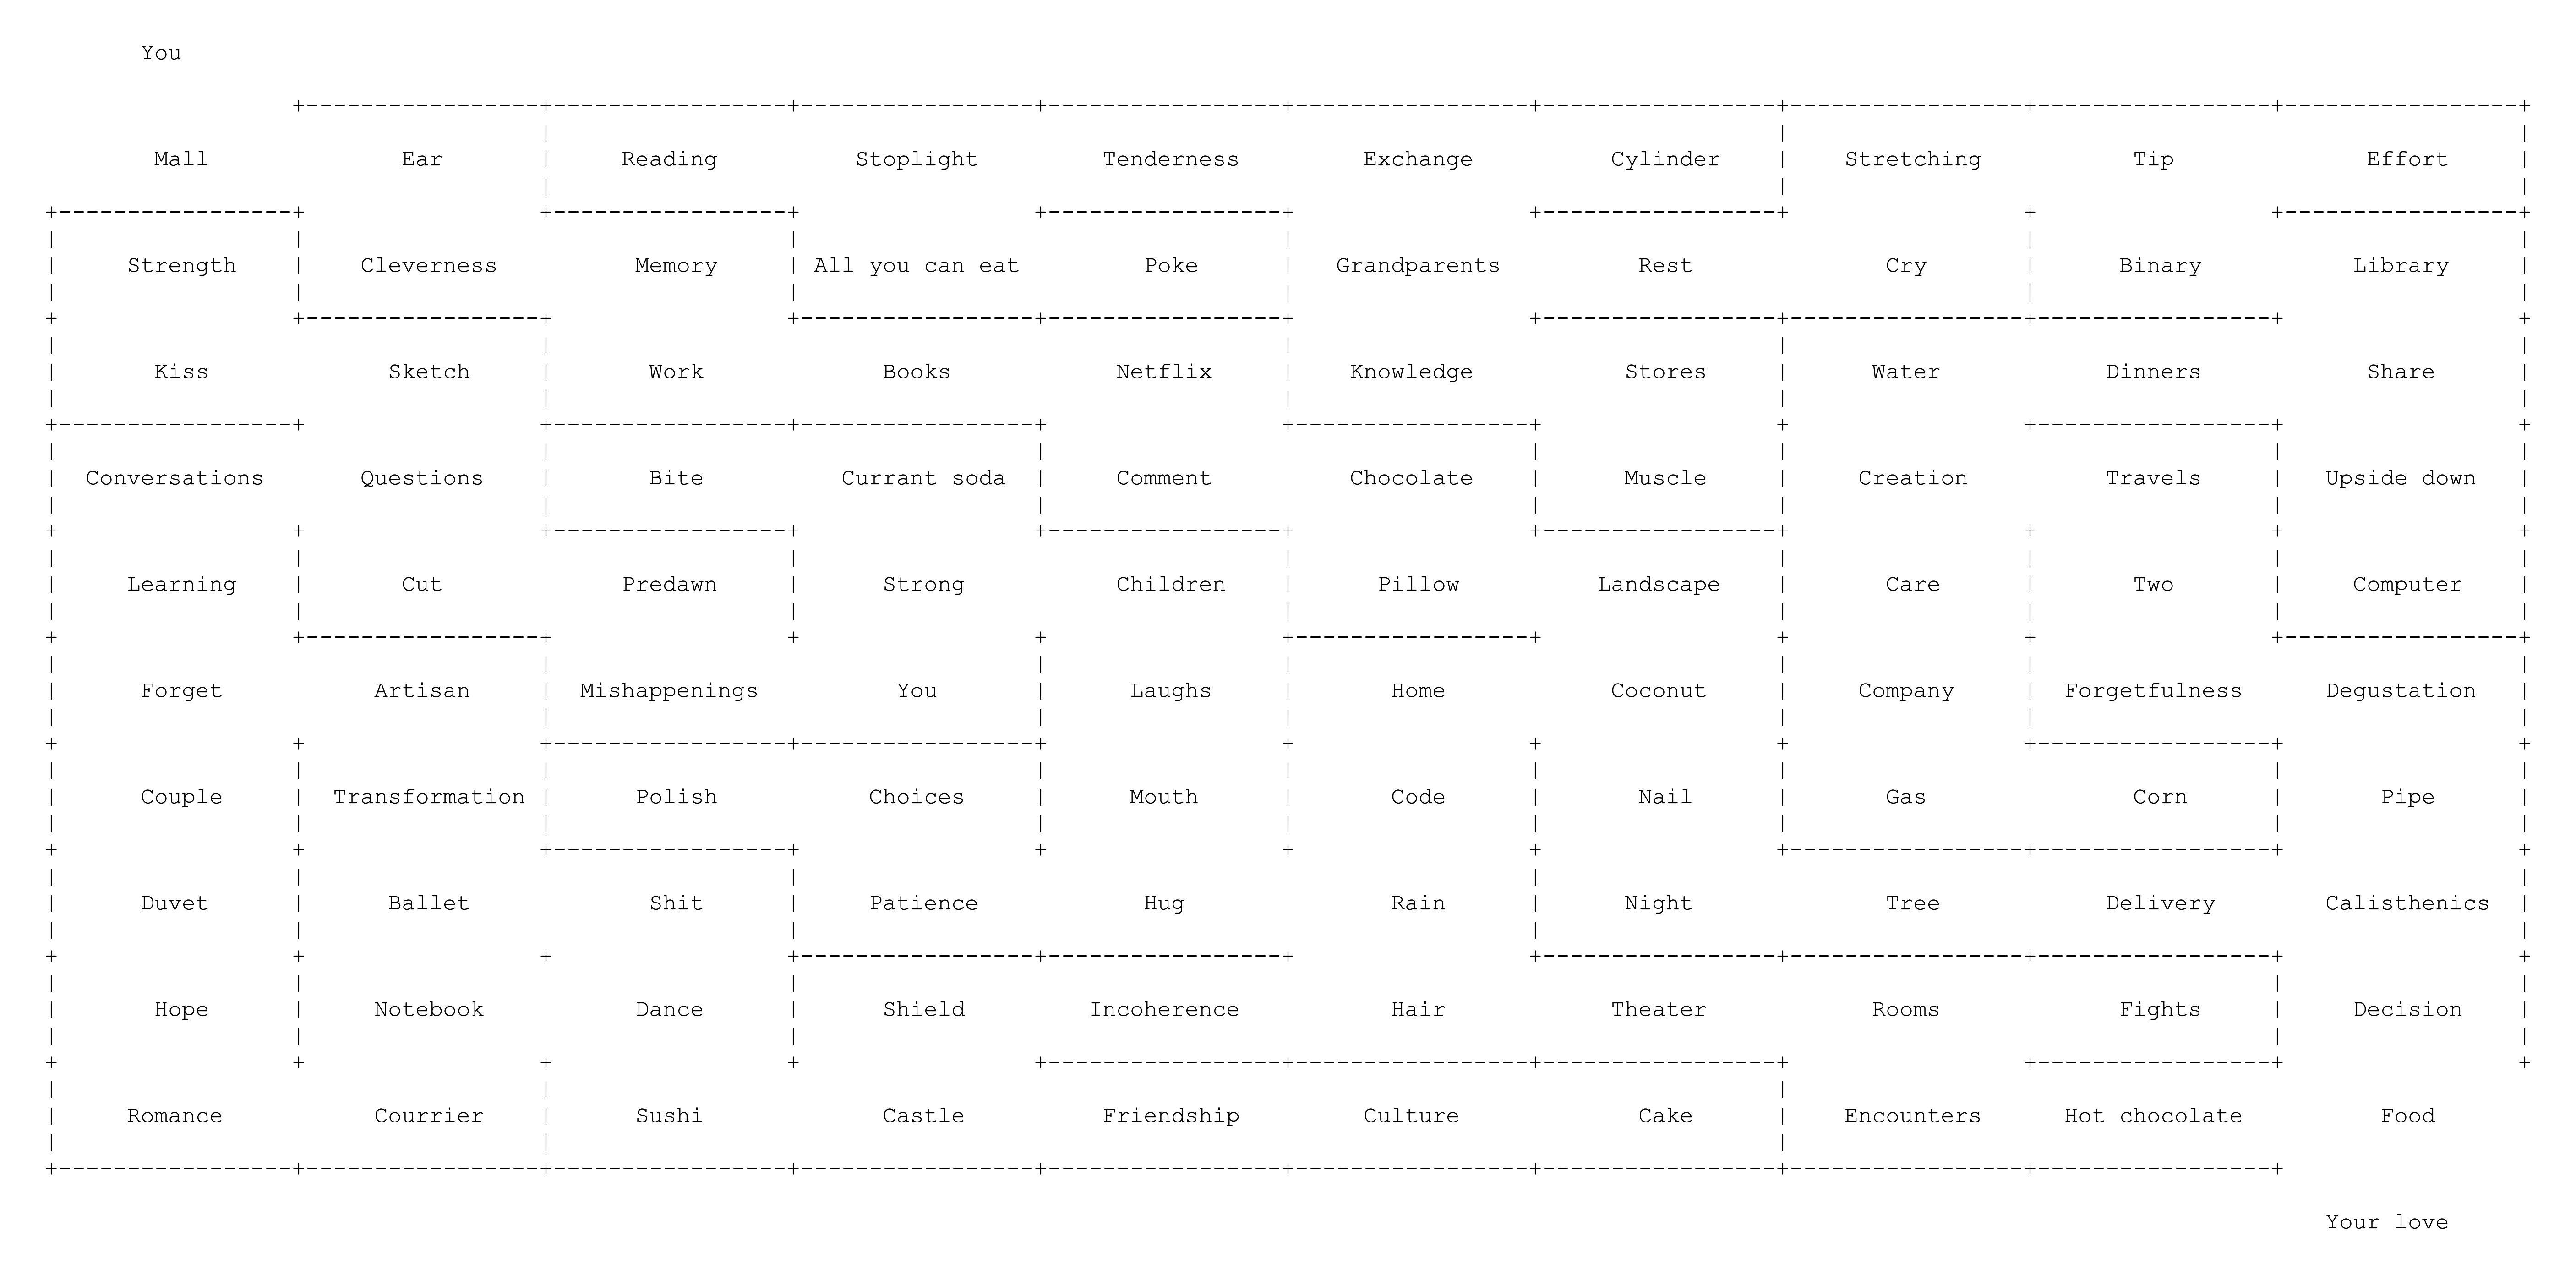 You
Mall Ear Reading Stoplight Tenderness Exchange Cylinder Stretching Tip Effort
Strength Cleverness Memory All you can eat Poke Grandparents Rest Cry Binary Library
Kiss Sketch Work Books Netflix Knowledge Stores Water Dinners Share
Conversations Questions Bite Currant soda Comment Chocolate Muscle Creation Travels Upside down
Learning Cut Predawn Strong Children Pillow Landscape Care Two Computer
Forget Artisan Mishappenings You Laughs Home Coconut Company Forgetfulness Degustation
Couple Transformation Polish Choices Mouth Code Nail Gas Corn Pipe
Duvet Ballet Shit Patience Hug Rain Night Tree Delivery Calisthenics
Hope Notebook Dance Shield Incoherence Hair Theater Rooms Fights Decision
Romance Courrier Sushi Castle Friendship Culture Cake Encounters Hot chocolate Food
Your love